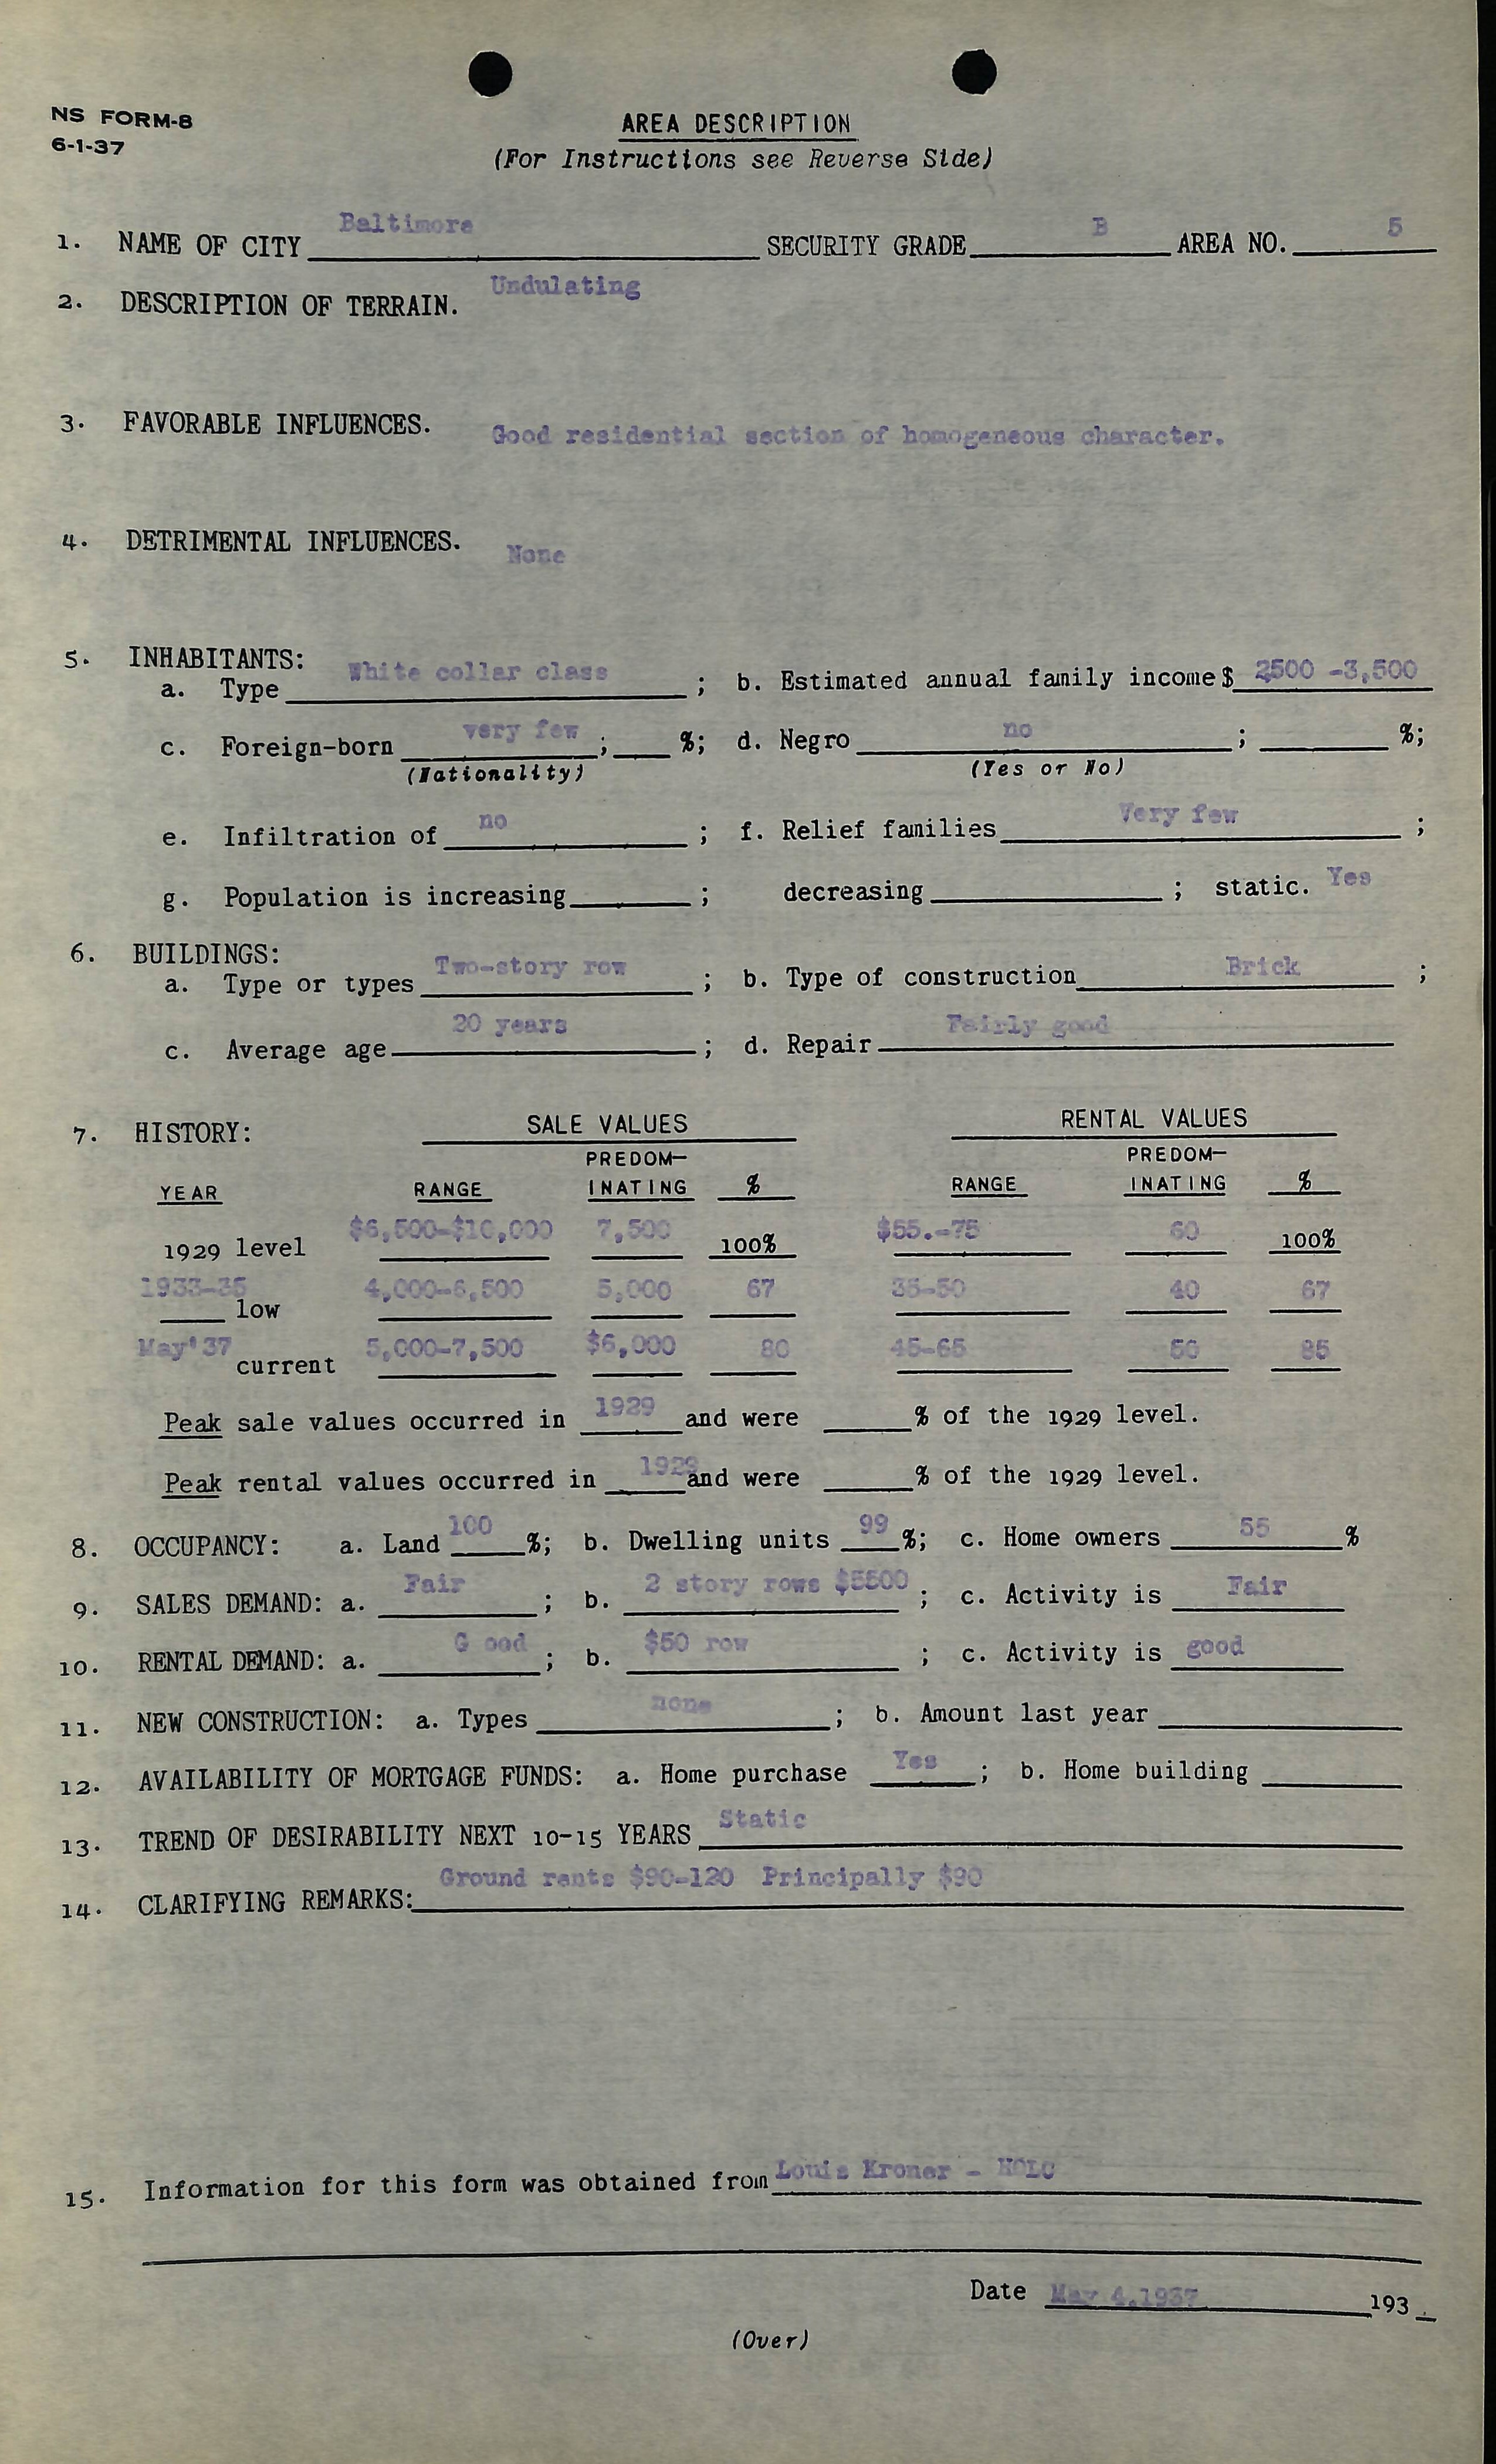 NS FORM-8
6-1-37
AREA DESCRIPTION
(For Instructions see Reverse Side)
1. NAME OF CITY Baltimore SECURITY GRADE B AREA NO. 5
2. DESCRIPTION OF TERRAIN. Undulating
3. FAVORABLE INFLUENCES. Good residential section of homogeneous character.
4. DETRIMENTAL INFLUENCES. None
5. INHABITANTS:
a. Type White collar class ; b. Estimated annual family income $ 2500 -3,500
c. Foreign-born very few ; %; d. Negro no ; %;
(Nationality) (Yes or No)
e. Infiltration of no ; f. Relief families Very few ;
g. Population is increasing ; decreasing ; static. Yes
6. BUILDINGS:
a. Type or types Two-story row ; b. Type of construction Brick ;
c. Average age 20 years ; d. Repair Fairly good
7. HISTORY: SALE VALUES RENTAL VALUES
PREDOM- PREDOM-
YEAR RANGE INATING % RANGE INATING %
1929 level $6,500-$10,000 7,500 100% $55.-75 60 100%
1933-35 low 4,000-6,500 5,000 67 35-50 40 67
May'37 current 5,000-7,500 $6,000 80 45-65 50 85
Peak sale values occurred in 1929 and were % of the 1929 level.
Peak rental values occurred in 1929 and were % of the 1929 level.
8. OCCUPANCY: a. Land 100 %; b. Dwelling units 99 %; c. Home owners 55 %
9. SALES DEMAND: a. Fair ; b. 2 story rows $5500 ; c. Activity is Fair
10. RENTAL DEMAND: a. G ood ; b. $50 row ; c. Activity is good
11. NEW CONSTRUCTION: a. Types none ; b. Amount last year
12. AVAILABILITY OF MORTGAGE FUNDS: a. Home purchase Yes ; b. Home building
13. TREND OF DESIRABILITY NEXT 10-15 YEARS Static
14. CLARIFYING REMARKS: Ground rents $90-120 Principally $90
15. Information for this form was obtained from Louis Kroner - HOLC
Date May 4,1937 193
(Over)